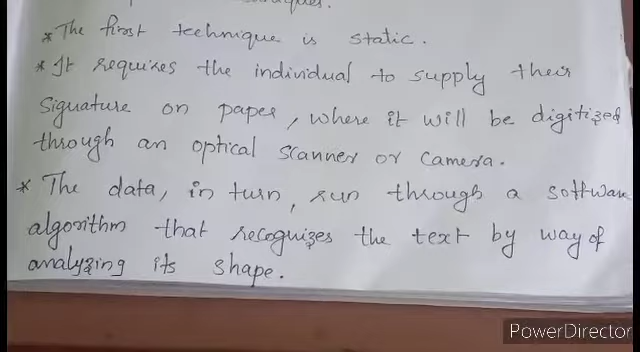 techniques.
* The first technique is static.
* It requires the individual to supply their
signature on paper, where it will be digitized
through an optical scanner or camera.
* The data, in turn, run through a software
algorithm that recognizes the text by way of
analyzing its shape.
PowerDirector